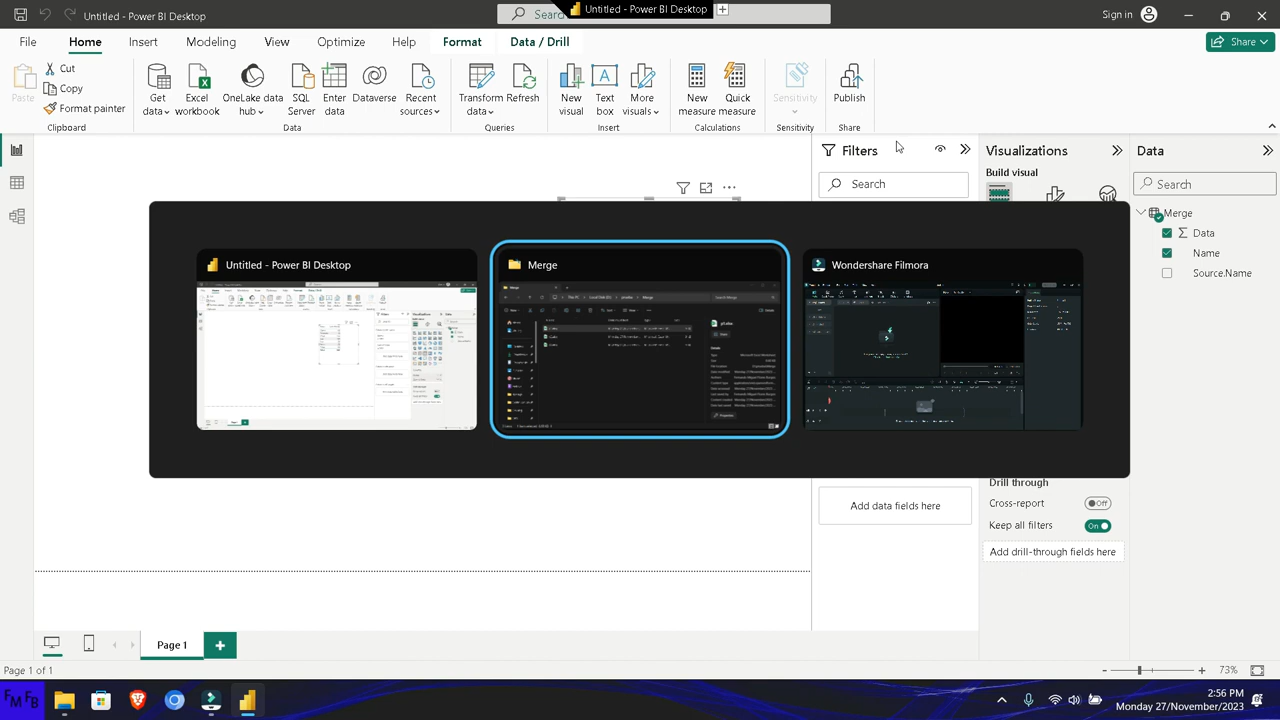 Untitled - Power BI Desktop
Search
Untitled - Power BI Desktop
Sign in
File
Home
Insert
Modeling
View
Optimize
Help
Format
Data / Drill
Share
Paste
Cut
Copy
Format painter
Get data
Excel workbook
OneLake data hub
SQL Server
Enter data
Dataverse
Recent sources
Transform data
Refresh
New visual
Text box
More visuals
New measure
Quick measure
Sensitivity
Publish
Clipboard
Data
Queries
Insert
Calculations
Sensitivity
Share
Filters
Search
Visualizations
Build visual
Data
Search
Merge
Data
Name
Source.Name
Untitled - Power BI Desktop
Merge
Wondershare Filmora
Drill through
Cross-report
Off
Keep all filters
On
Add data fields here
Add drill-through fields here
Page 1
Page 1 of 1
73%
2:56 PM
Monday 27/November/2023